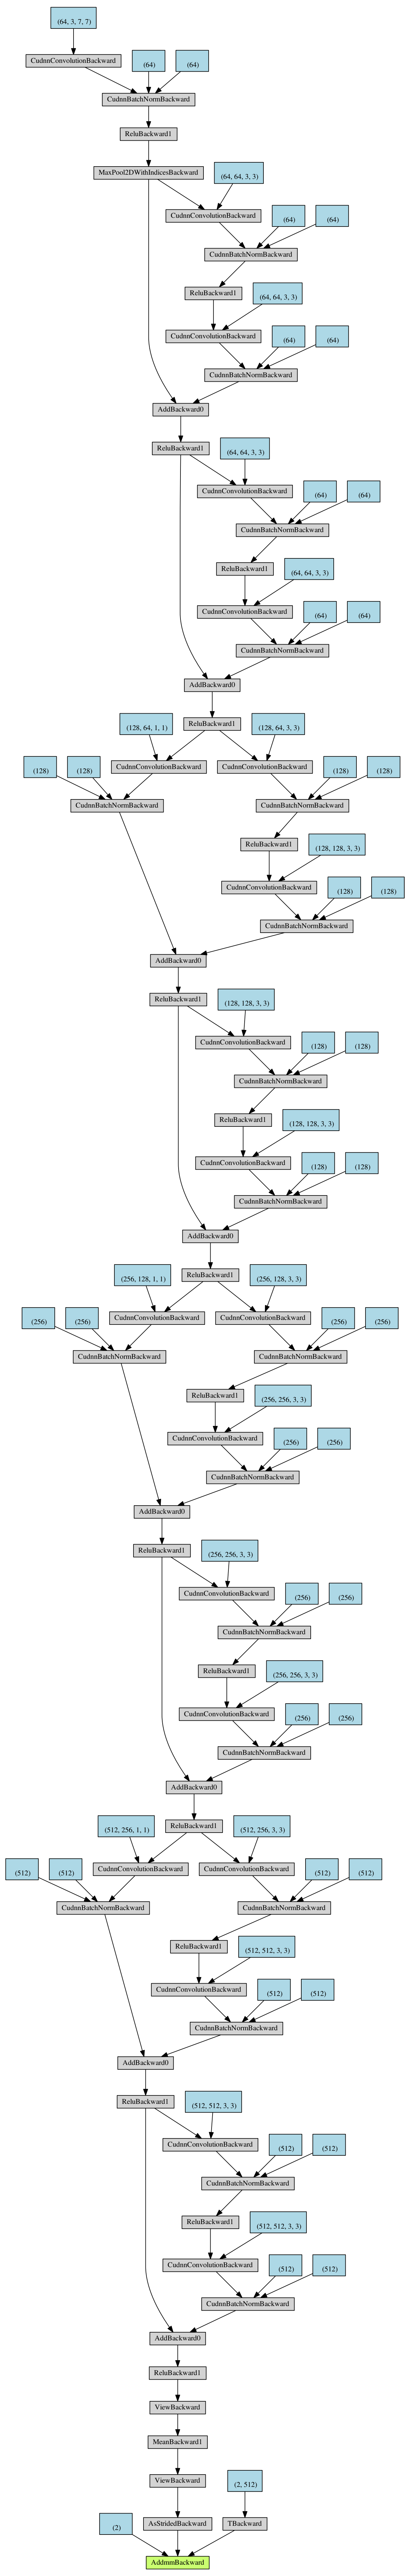 (64, 3, 7, 7)
CudnnConvolutionBackward
(64)
(64)
CudnnBatchNormBackward
ReluBackward1
MaxPool2DWithIndicesBackward
(64, 64, 3, 3)
CudnnConvolutionBackward
(64)
(64)
CudnnBatchNormBackward
ReluBackward1
(64, 64, 3, 3)
CudnnConvolutionBackward
(64)
(64)
CudnnBatchNormBackward
AddBackward0
ReluBackward1
(64, 64, 3, 3)
CudnnConvolutionBackward
(64)
(64)
CudnnBatchNormBackward
ReluBackward1
(64, 64, 3, 3)
CudnnConvolutionBackward
(64)
(64)
CudnnBatchNormBackward
AddBackward0
ReluBackward1
(128, 64, 1, 1)
(128, 64, 3, 3)
CudnnConvolutionBackward
CudnnConvolutionBackward
(128)
(128)
(128)
(128)
CudnnBatchNormBackward
CudnnBatchNormBackward
ReluBackward1
(128, 128, 3, 3)
CudnnConvolutionBackward
(128)
(128)
CudnnBatchNormBackward
AddBackward0
ReluBackward1
(128, 128, 3, 3)
CudnnConvolutionBackward
(128)
(128)
CudnnBatchNormBackward
ReluBackward1
(128, 128, 3, 3)
CudnnConvolutionBackward
(128)
(128)
CudnnBatchNormBackward
AddBackward0
ReluBackward1
(256, 128, 1, 1)
(256, 128, 3, 3)
CudnnConvolutionBackward
CudnnConvolutionBackward
(256)
(256)
(256)
(256)
CudnnBatchNormBackward
CudnnBatchNormBackward
ReluBackward1
(256, 256, 3, 3)
CudnnConvolutionBackward
(256)
(256)
CudnnBatchNormBackward
AddBackward0
ReluBackward1
(256, 256, 3, 3)
CudnnConvolutionBackward
(256)
(256)
CudnnBatchNormBackward
ReluBackward1
(256, 256, 3, 3)
CudnnConvolutionBackward
(256)
(256)
CudnnBatchNormBackward
AddBackward0
ReluBackward1
(512, 256, 1, 1)
(512, 256, 3, 3)
CudnnConvolutionBackward
CudnnConvolutionBackward
(512)
(512)
(512)
(512)
CudnnBatchNormBackward
CudnnBatchNormBackward
ReluBackward1
(512, 512, 3, 3)
CudnnConvolutionBackward
(512)
(512)
CudnnBatchNormBackward
AddBackward0
ReluBackward1
(512, 512, 3, 3)
CudnnConvolutionBackward
(512)
(512)
CudnnBatchNormBackward
ReluBackward1
(512, 512, 3, 3)
CudnnConvolutionBackward
(512)
(512)
CudnnBatchNormBackward
AddBackward0
ReluBackward1
ViewBackward
MeanBackward1
ViewBackward
(2, 512)
(2)
AsStridedBackward
TBackward
AddmmBackward